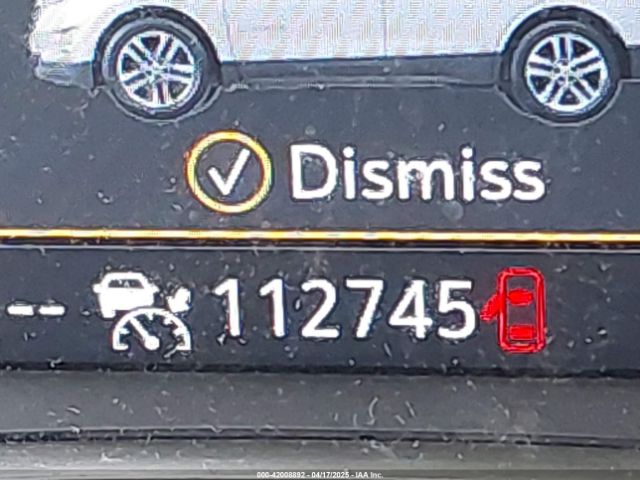 Dismiss
-- 112745
000-42008892 - 04/17/2025 - IAA Inc.